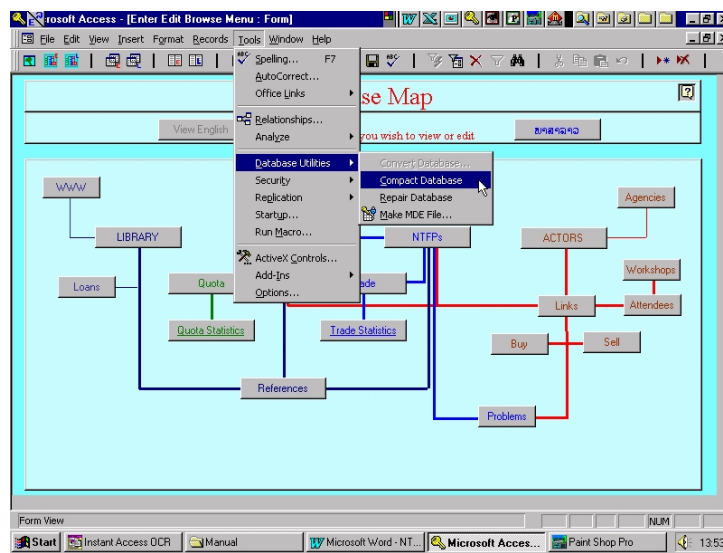 Microsoft Access - [Enter Edit Browse Menu : Form]
File Edit View Insert Format Records Tools Window Help
Spelling... F7
AutoCorrect...
Office Links
Relationships...
Analyze
Database Utilities
Security
Replication
Startup...
Run Macro...
ActiveX Controls...
Add-Ins
Options...
Convert Database...
Compact Database
Repair Database
Make MDE File...
Map
View English
you wish to view or edit
WWW
LIBRARY
NTFPs
ACTORS
Agencies
Loans
Quota
Workshops
Links
Attendees
Quota Statistics
Trade Statistics
Buy
Sell
References
Problems
Form View
NUM
Start
Instant Access OCR
Manual
Microsoft Word - NT...
Microsoft Acces...
Paint Shop Pro